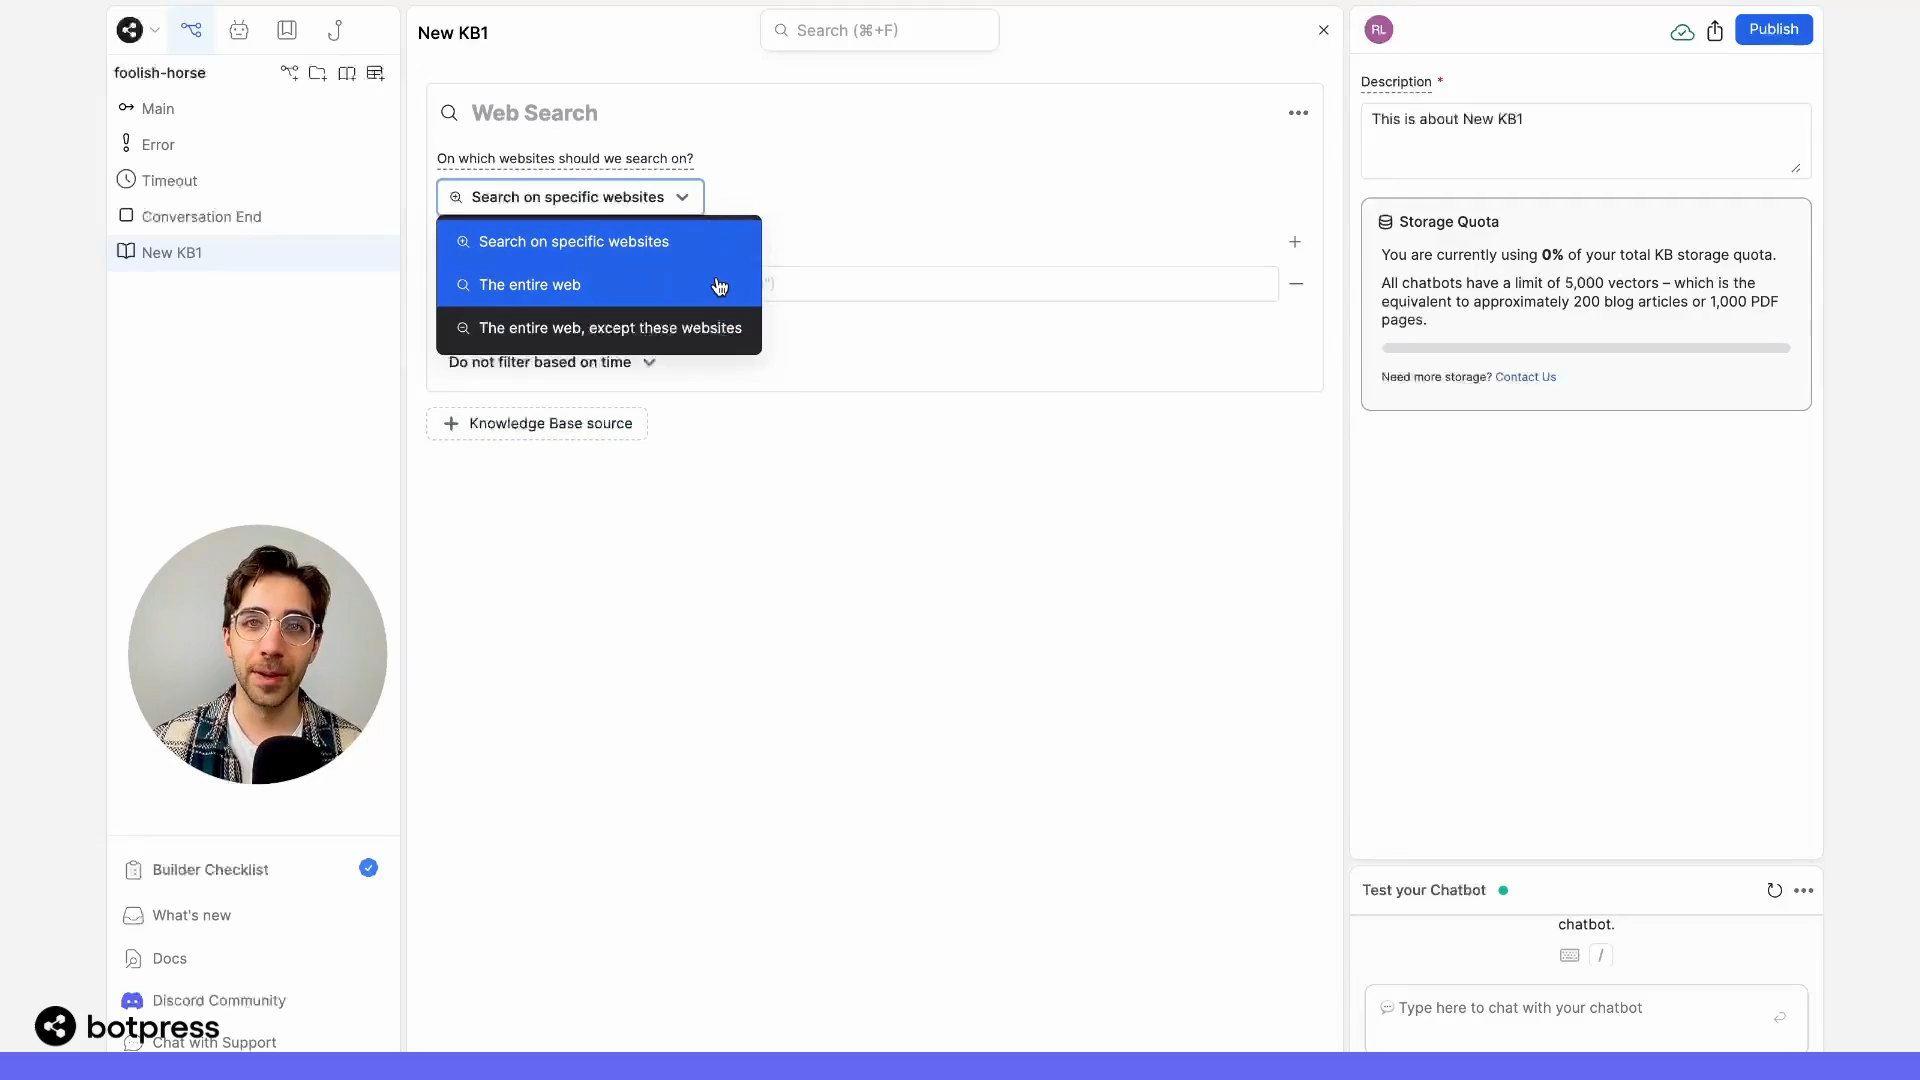 New KB1
Search (⌘+F)
RL
Publish
foolish-horse
Main
Error
Timeout
Conversation End
New KB1
Web Search
On which websites should we search on?
Search on specific websites
Search on specific websites
The entire web
")
The entire web, except these websites
Do not filter based on time
Knowledge Base source
Description *
This is about New KB1
Storage Quota
You are currently using 0% of your total KB storage quota.
All chatbots have a limit of 5,000 vectors – which is the
equivalent to approximately 200 blog articles or 1,000 PDF
pages.
Need more storage? Contact Us
Builder Checklist
What's new
Docs
Discord Community
Chat with Support
botpress
Test your Chatbot
chatbot.
/
Type here to chat with your chatbot